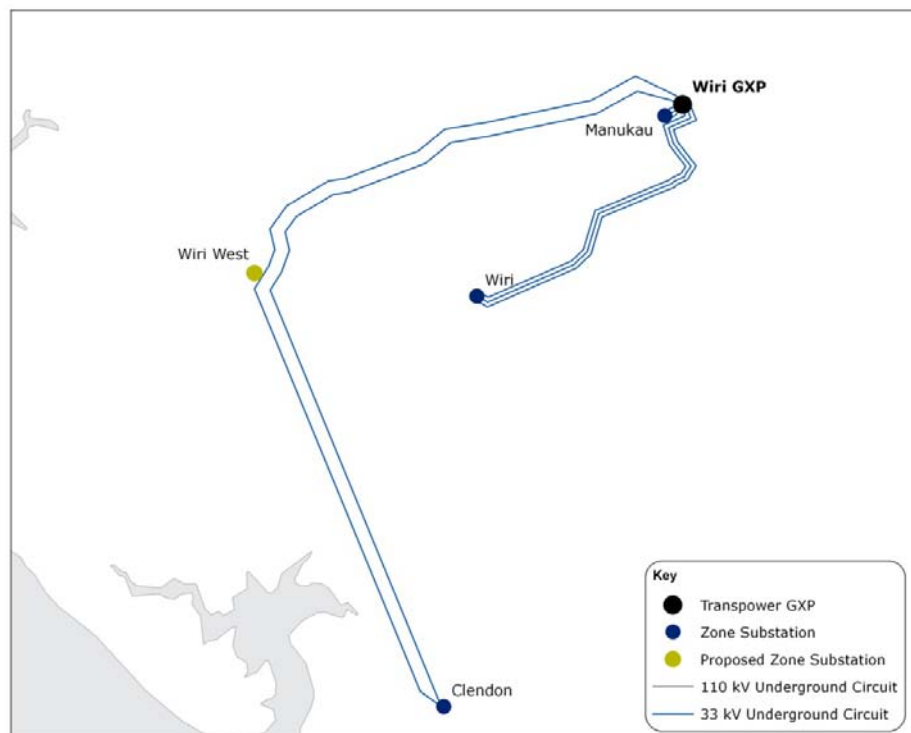 Wiri GXP
Manukau
Wiri West
Wiri
Clendon
Key
Transpower GXP
Zone Substation
Proposed Zone Substation
110 kV Underground Circuit
33 kV Underground Circuit